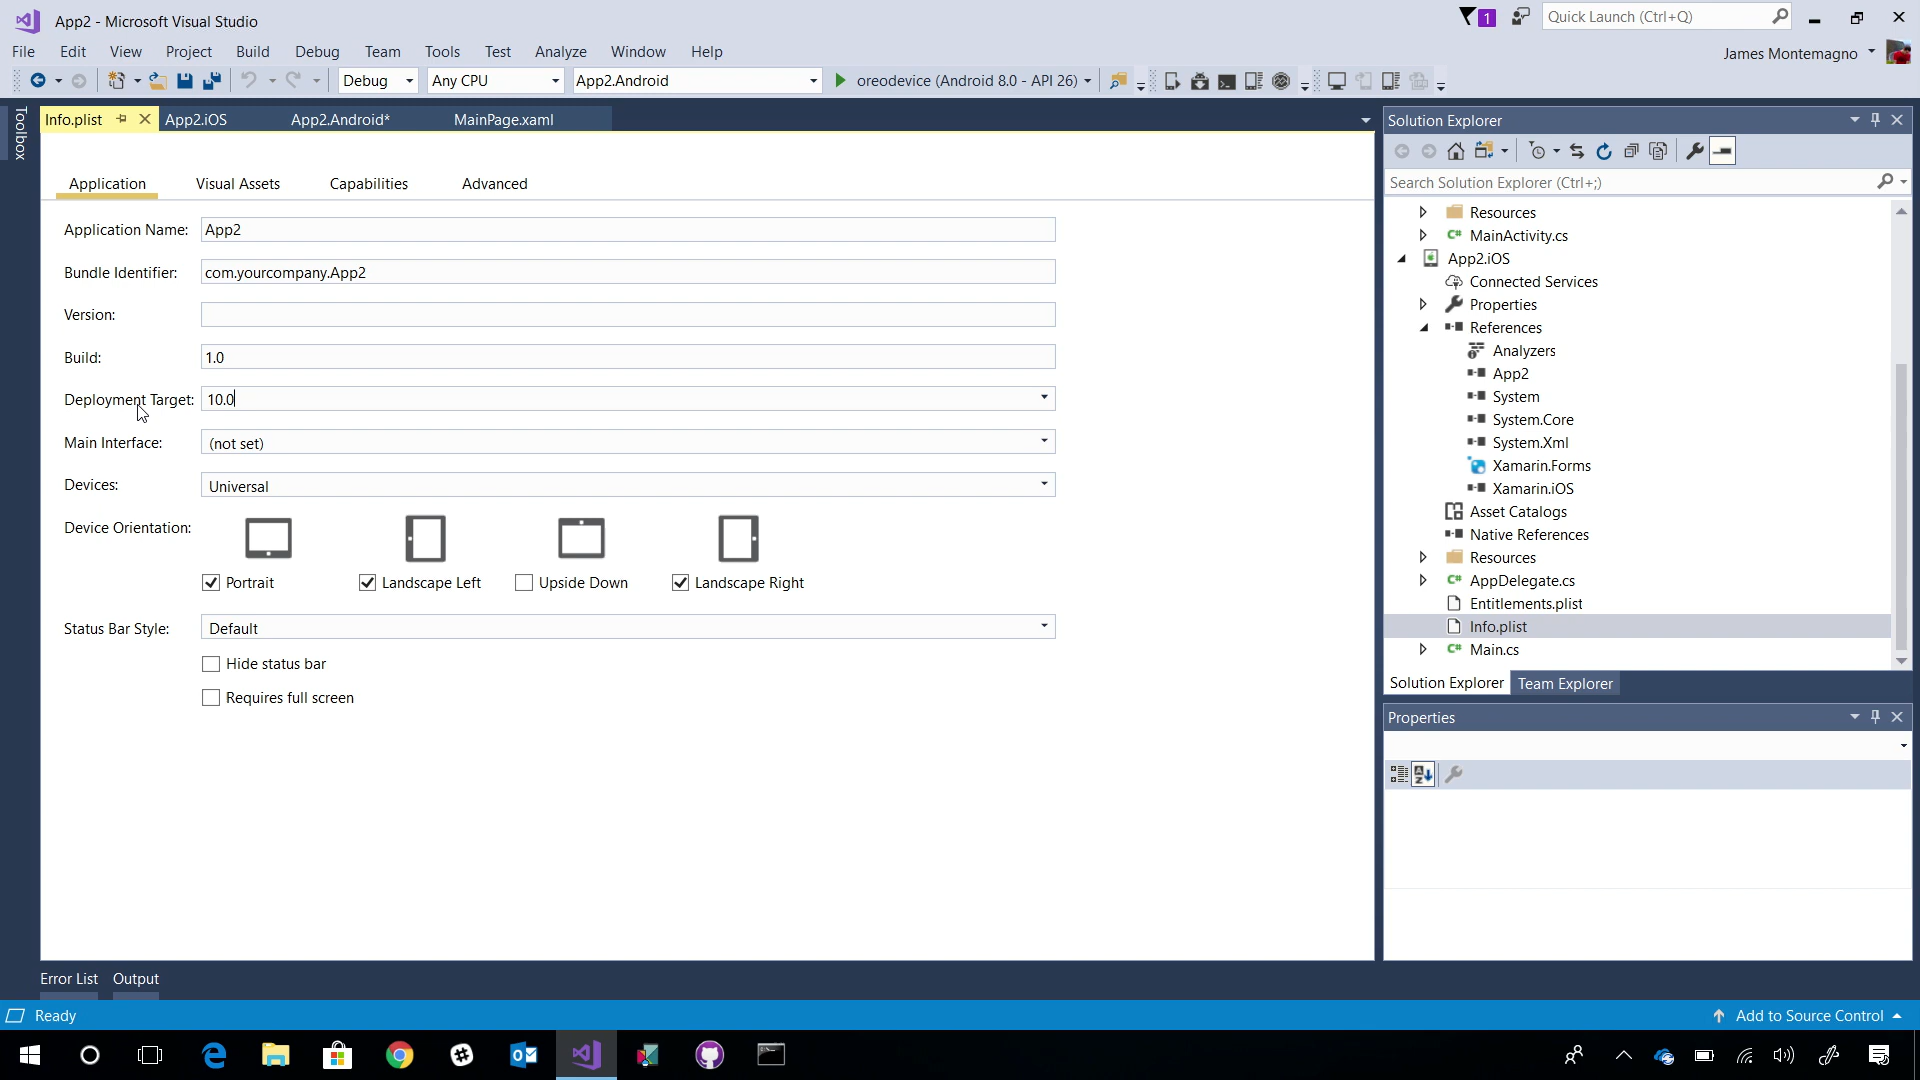 App2 - Microsoft Visual Studio
1
Quick Launch (Ctrl+Q)
File Edit View Project Build Debug Team Tools Test Analyze Window Help
James Montemagno
Debug Any CPU App2.Android oreodevice (Android 8.0 - API 26)
Toolbox
Info.plist App2.iOS App2.Android* MainPage.xaml
Application Visual Assets Capabilities Advanced
Application Name: App2
Bundle Identifier: com.yourcompany.App2
Version:
Build: 1.0
Deployment Target: 10.0
Main Interface: (not set)
Devices: Universal
Device Orientation:
Portrait Landscape Left Upside Down Landscape Right
Status Bar Style: Default
Hide status bar
Requires full screen
Solution Explorer
Search Solution Explorer (Ctrl+;)
Resources
C# MainActivity.cs
App2.iOS
Connected Services
Properties
References
Analyzers
App2
System
System.Core
System.Xml
Xamarin.Forms
Xamarin.iOS
Asset Catalogs
Native References
Resources
C# AppDelegate.cs
Entitlements.plist
Info.plist
C# Main.cs
Solution Explorer Team Explorer
Properties
Error List Output
Ready
Add to Source Control